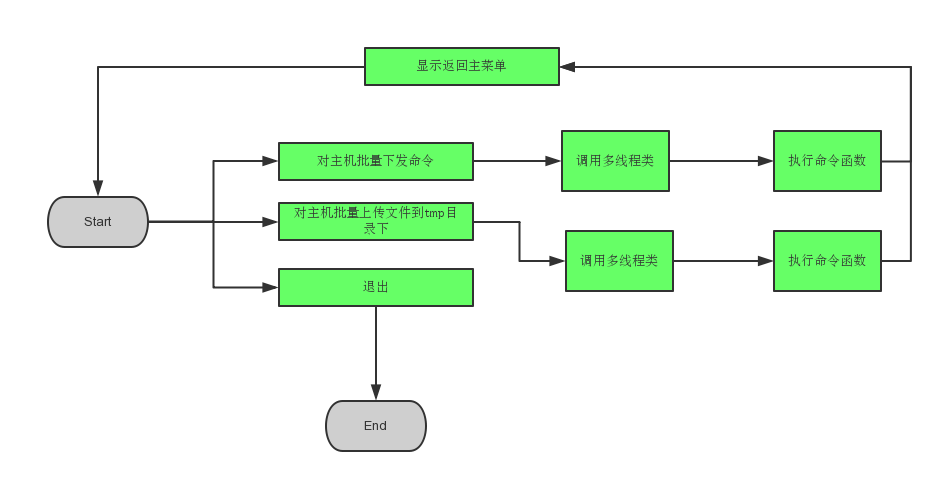 显示返回主菜单
对主机批量下发命令
调用多线程类
执行命令函数
Start
对主机批量上传文件到tmp目
录下
调用多线程类
执行命令函数
退出
End